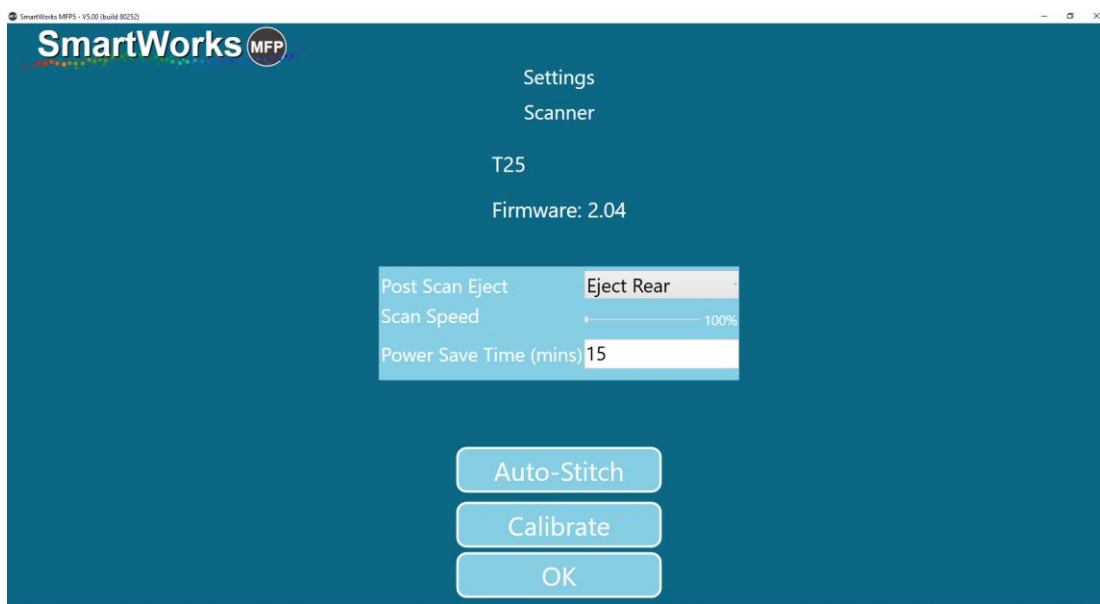 SmartWorks MFP5 - V5.00 (build 80252)
SmartWorks MFP
Settings
Scanner
T25
Firmware: 2.04
Post Scan Eject Eject Rear
Scan Speed 100%
Power Save Time (mins) 15
Auto-Stitch
Calibrate
OK